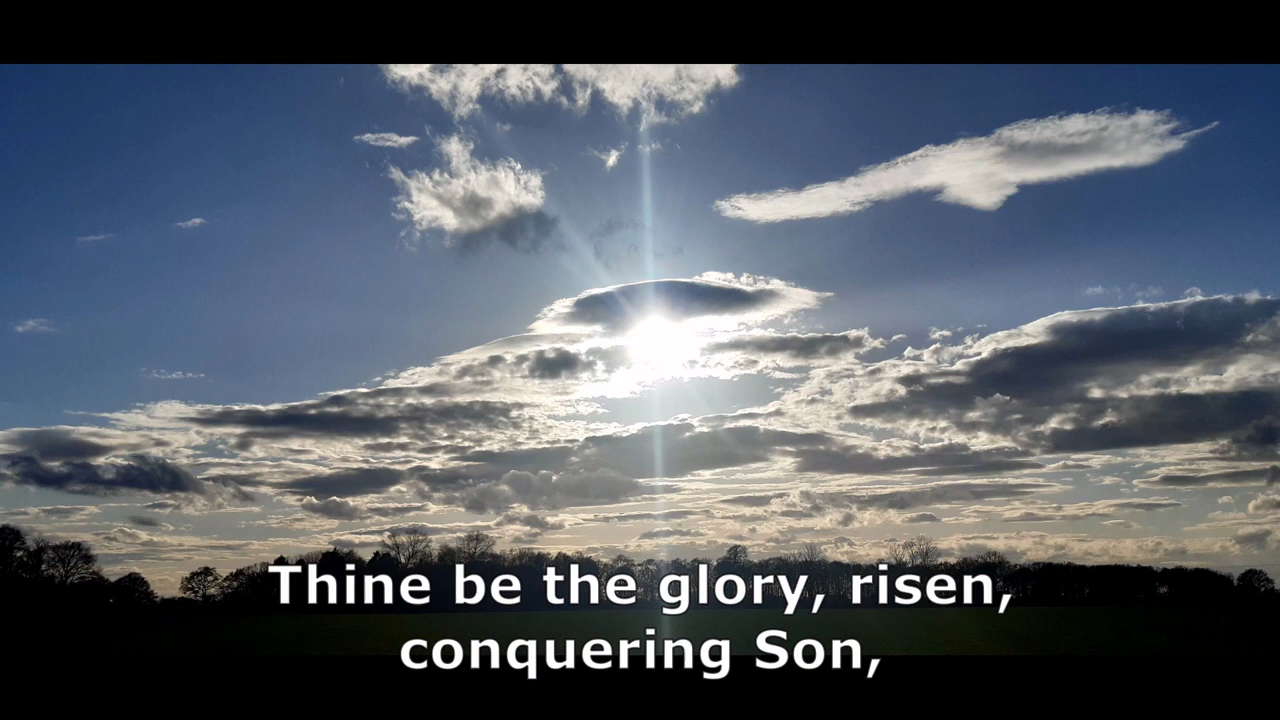 Thine be the glory, risen,
conquering Son,